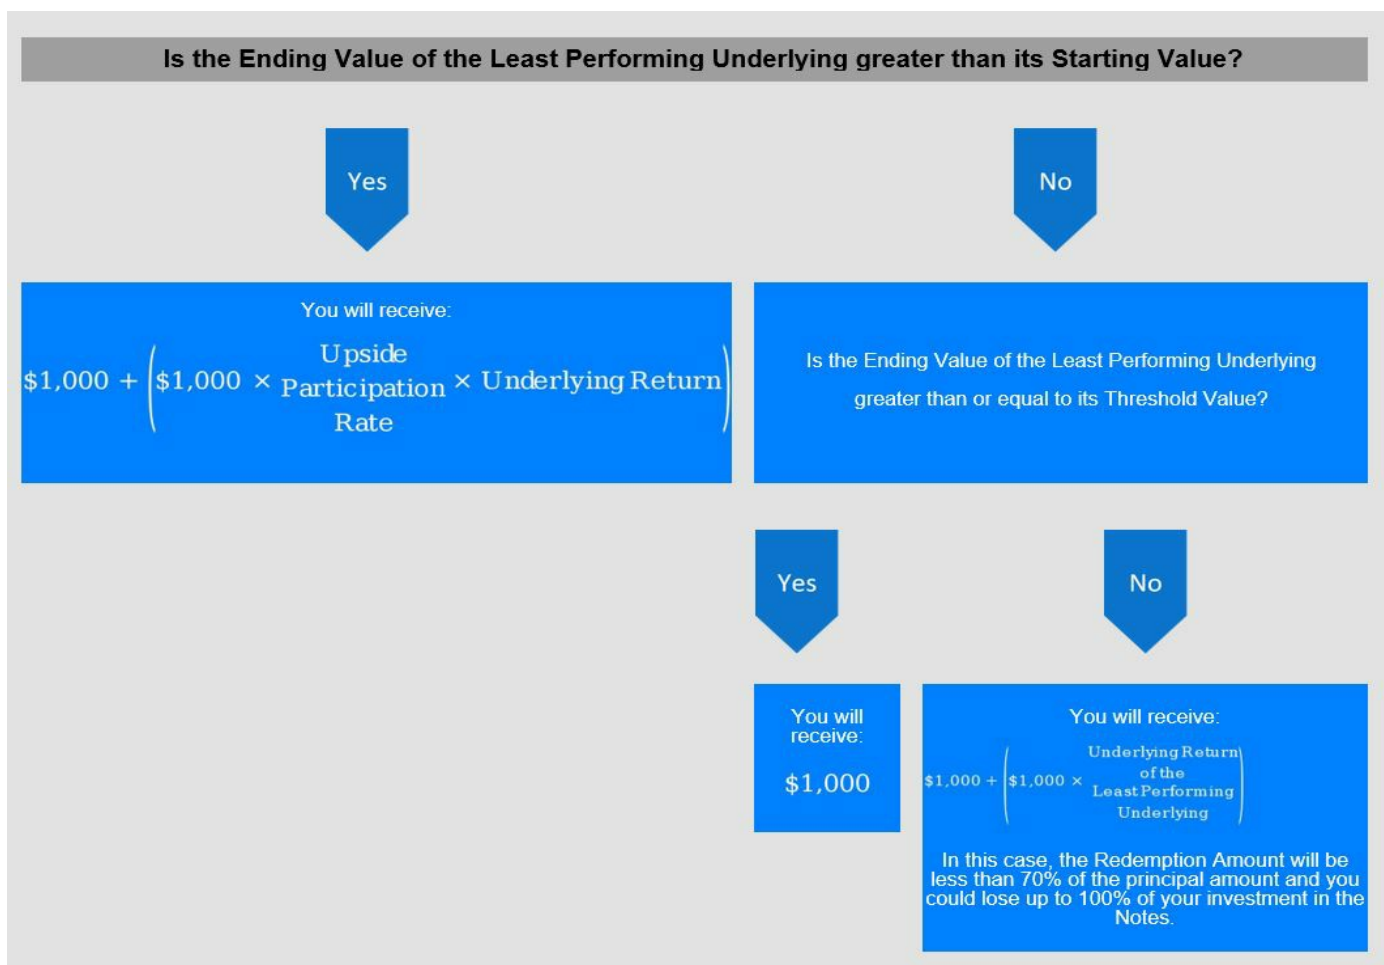 Is the Ending Value of the Least Performing Underlying greater than its Starting Value?
Yes
No
You will receive:
$1,000 + ($1,000 × Upside Participation Rate × Underlying Return)
Is the Ending Value of the Least Performing Underlying
greater than or equal to its Threshold Value?
Yes
No
You will
receive:
$1,000
You will receive:
$1,000 + ($1,000 × Underlying Return of the Least Performing Underlying)
In this case, the Redemption Amount will be
less than 70% of the principal amount and you
could lose up to 100% of your investment in the
Notes.